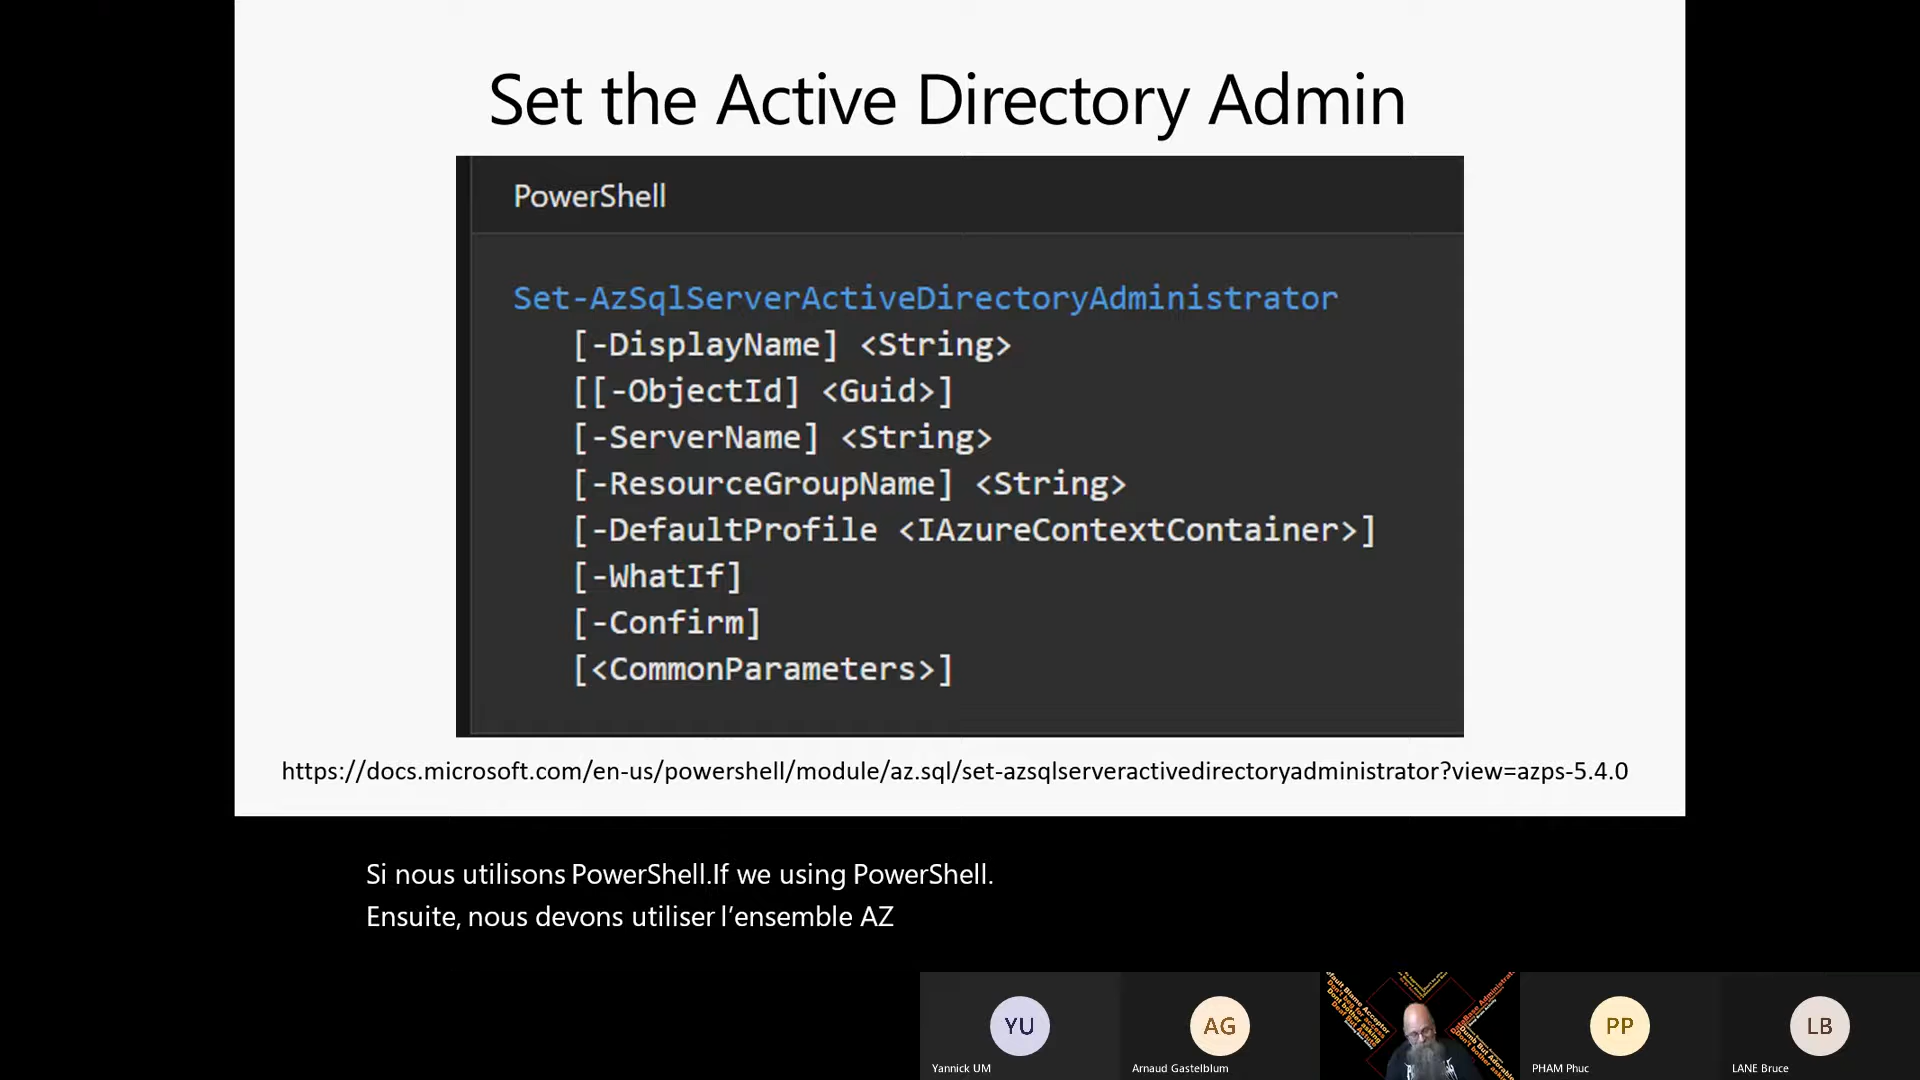 Set the Active Directory Admin
PowerShell
Set-AzSqlServerActiveDirectoryAdministrator
[-DisplayName] <String>
[[-ObjectId] <Guid>]
[-ServerName] <String>
[-ResourceGroupName] <String>
[-DefaultProfile <IAzureContextContainer>]
[-WhatIf]
[-Confirm]
[<CommonParameters>]
https://docs.microsoft.com/en-us/powershell/module/az.sql/set-azsqlserveractivedirectoryadministrator?view=azps-5.4.0
Si nous utilisons PowerShell.If we using PowerShell.
Ensuite, nous devons utiliser l’ensemble AZ
YU
AG
PP
LB
Yannick UM
Arnaud Gastelblum
PHAM Phuc
LANE Bruce